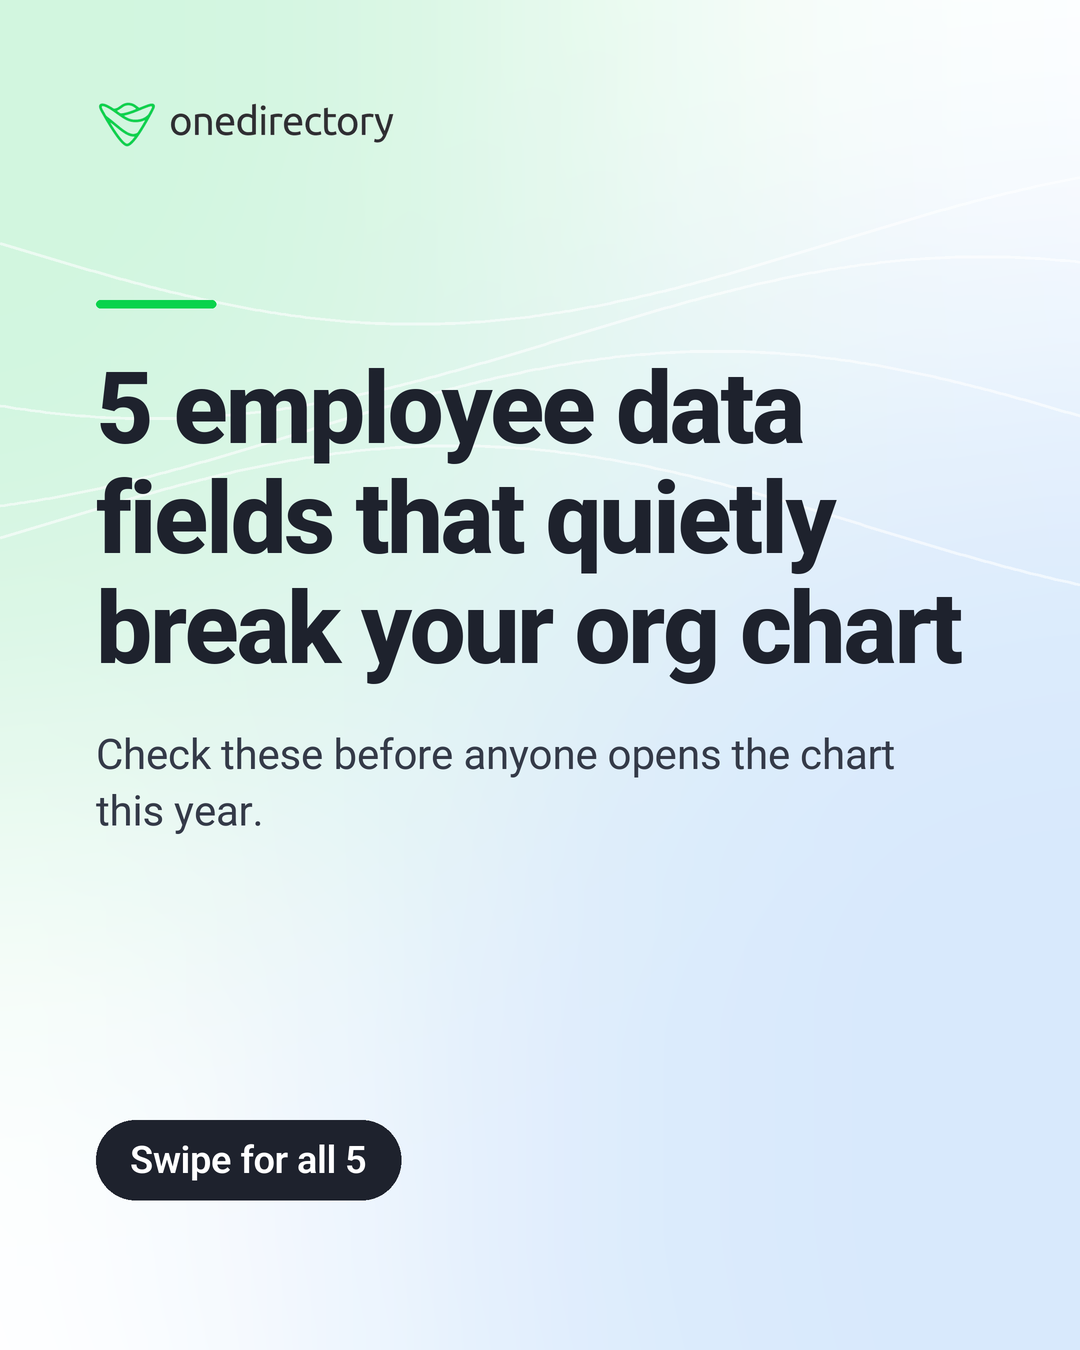 onedirectory
5 employee data
fields that quietly
break your org chart
Check these before anyone opens the chart
this year.
Swipe for all 5